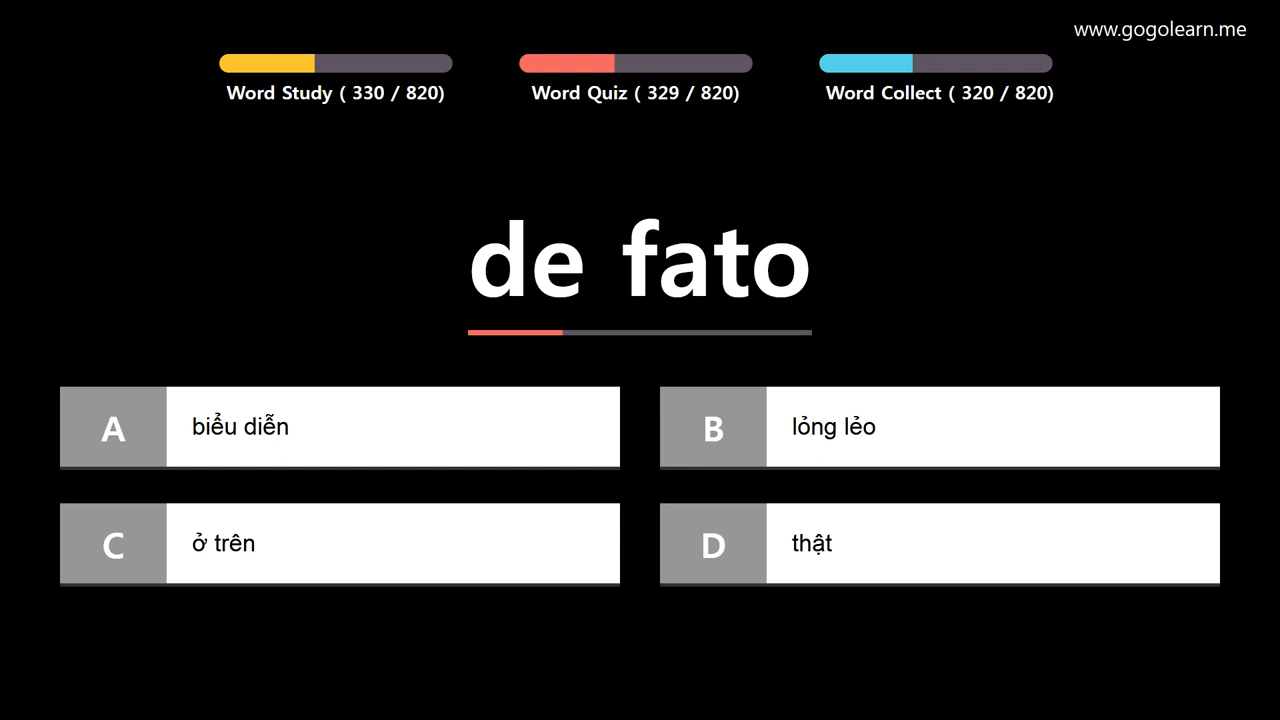 www.gogolearn.me
Word Study ( 330 / 820)
Word Quiz ( 329 / 820)
Word Collect ( 320 / 820)
de fato
A biểu diễn
B lỏng lẻo
C ở trên
D thật